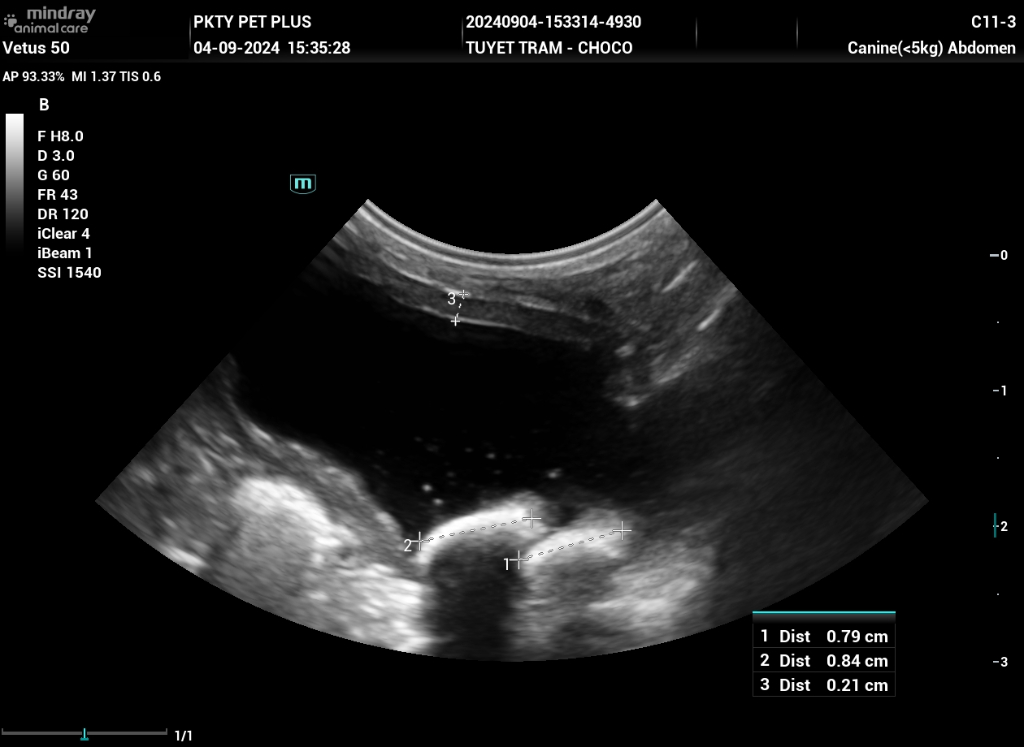 mindray
animalcare
Vetus 50
PKTY PET PLUS
04-09-2024 15:35:28
20240904-153314-4930
TUYET TRAM - CHOCO
C11-3
Canine(<5kg) Abdomen
AP 93.33% MI 1.37 TIS 0.6
B
F H8.0
D 3.0
G 60
FR 43
DR 120
iClear 4
iBeam 1
SSI 1540
m
3
2
1
0
1
2
3
1 Dist 0.79 cm
2 Dist 0.84 cm
3 Dist 0.21 cm
1/1